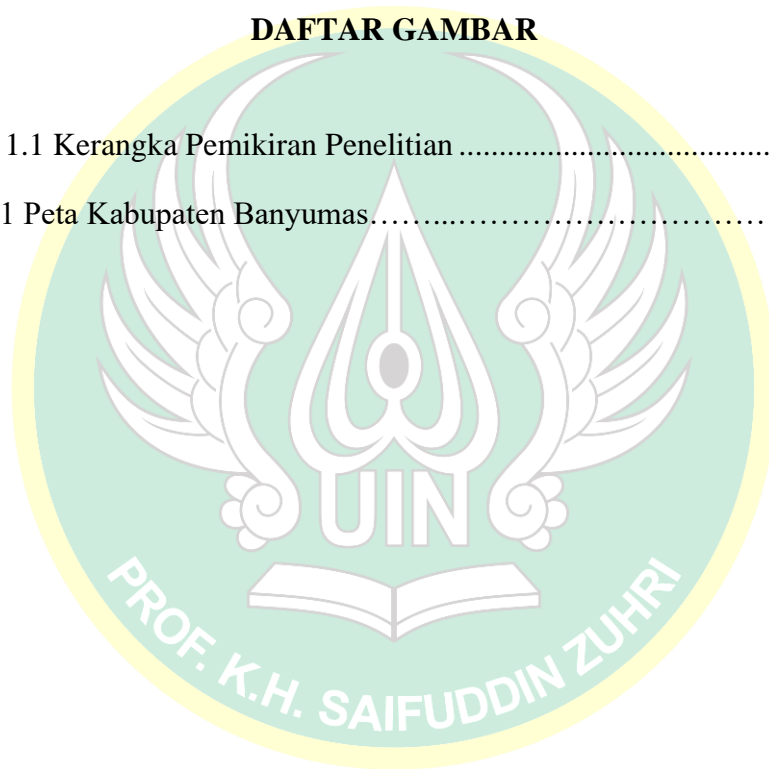 DAFTAR GAMBAR
1.1 Kerangka Pemikiran Penelitian ..................................
1 Peta Kabupaten Banyumas……...…………………………
UIN
PROF. K.H. SAIFUDDIN ZUHRI